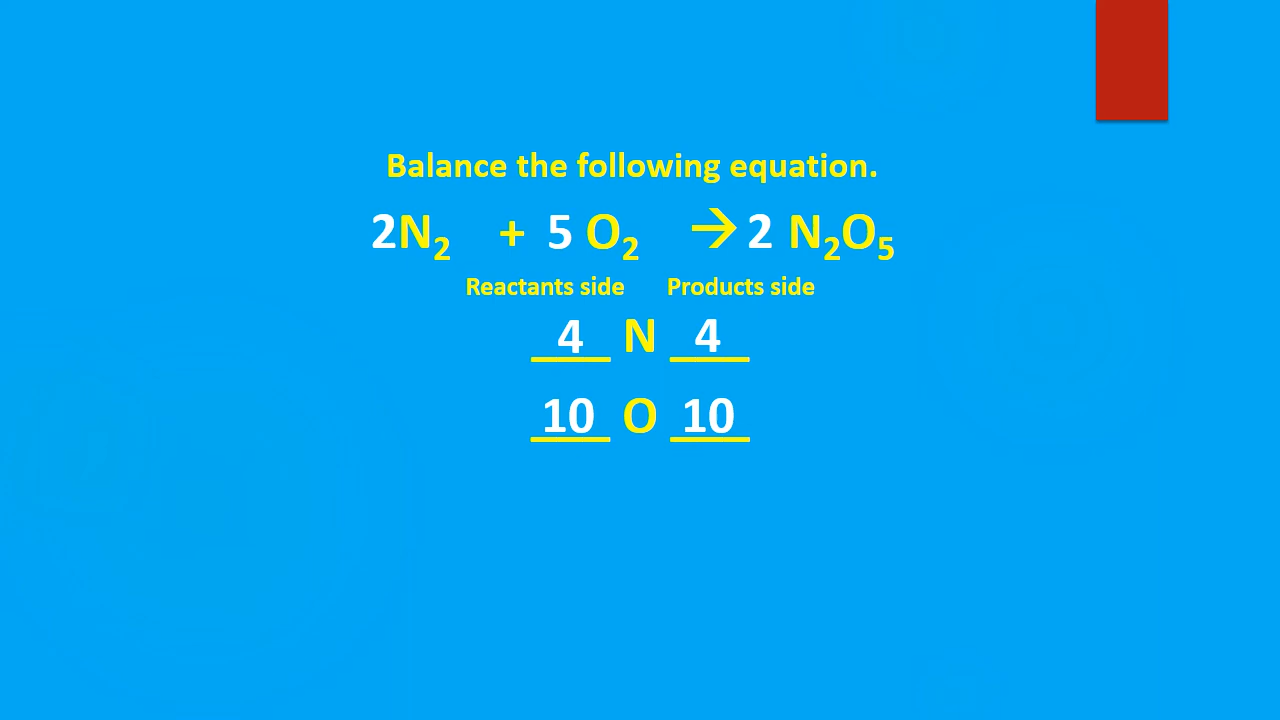 Balance the following equation.
2N₂ + 5 O₂ → 2 N₂O₅
Reactants side Products side
4 N 4
10 O 10